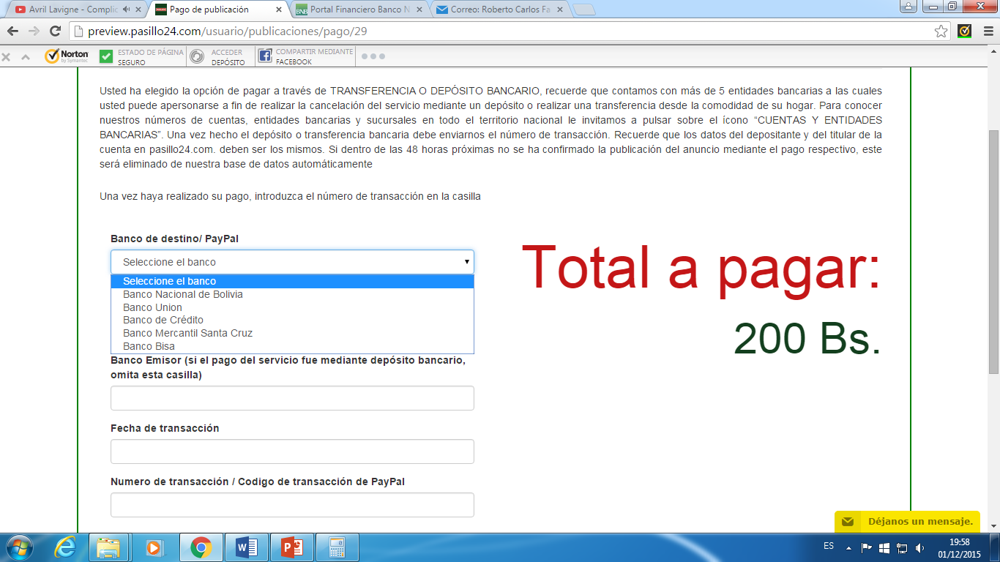 Avril Lavigne - Complic
Pago de publicación
BNB
Portal Financiero Banco N
Correo: Roberto Carlos Fa
preview.pasillo24.com/usuario/publicaciones/pago/29
Norton
by Symantec
ESTADO DE PÁGINA
SEGURO
ACCEDER
DEPÓSITO
COMPARTIR MEDIANTE
FACEBOOK
Usted ha elegido la opción de pagar a través de TRANSFERENCIA O DEPÓSITO BANCARIO, recuerde que contamos con más de 5 entidades bancarias a las cuales
usted puede apersonarse a fin de realizar la cancelación del servicio mediante un depósito o realizar una transferencia desde la comodidad de su hogar. Para conocer
nuestros números de cuentas, entidades bancarias y sucursales en todo el territorio nacional le invitamos a pulsar sobre el ícono “CUENTAS Y ENTIDADES
BANCARIAS”. Una vez hecho el depósito o transferencia bancaria debe enviarnos el número de transacción. Recuerde que los datos del depositante y del titular de la
cuenta en pasillo24.com. deben ser los mismos. Si dentro de las 48 horas próximas no se ha confirmado la publicación del anuncio mediante el pago respectivo, este
será eliminado de nuestra base de datos automáticamente
Una vez haya realizado su pago, introduzca el número de transacción en la casilla
Banco de destino/ PayPal
Seleccione el banco
Seleccione el banco
Banco Nacional de Bolivia
Banco Union
Banco de Crédito
Banco Mercantil Santa Cruz
Banco Bisa
Total a pagar:
200 Bs.
Banco Emisor (si el pago del servicio fue mediante depósito bancario,
omita esta casilla)
Fecha de transacción
Numero de transacción / Codigo de transacción de PayPal
Déjanos un mensaje.
ES
19:58
01/12/2015